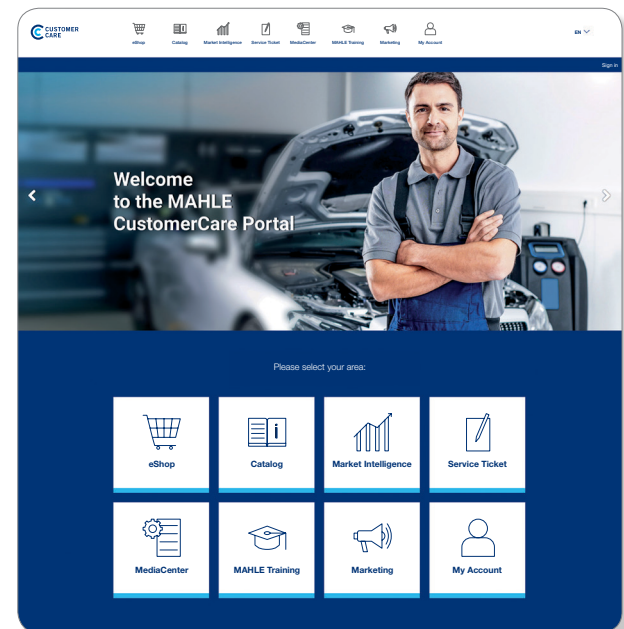 CUSTOMER
CARE
eShop
Catalog
Market Intelligence
Service Ticket
MediaCenter
MAHLE Training
Marketing
My Account
EN
Sign in
Welcome
to the MAHLE
CustomerCare Portal
Please select your area:
eShop
Catalog
Market Intelligence
Service Ticket
MediaCenter
MAHLE Training
Marketing
My Account